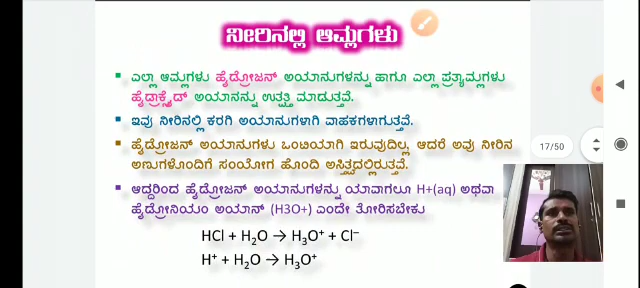 ನೀರಿನಲ್ಲಿ ಆಮ್ಲಗಳು
ಎಲ್ಲಾ ಆಮ್ಲಗಳು ಹೈಡ್ರೋಜನ್ ಅಯಾನುಗಳನ್ನು ಹಾಗೂ ಎಲ್ಲಾ ಪ್ರತ್ಯಾಮ್ಲಗಳು
ಹೈಡ್ರಾಕ್ಸೈಡ್ ಅಯಾನನ್ನು ಉತ್ಪತ್ತಿ ಮಾಡುತ್ತವೆ.
ಇವು ನೀರಿನಲ್ಲಿ ಕರಗಿ ಅಯಾನುಗಳಾಗಿ ವಾಹಕಗಳಾಗುತ್ತವೆ.
ಹೈಡ್ರೋಜನ್ ಅಯಾನುಗಳು ಒಂಟಿಯಾಗಿ ಇರುವುದಿಲ್ಲ ಆದರೆ ಅವು ನೀರಿನ
ಅಣುಗಳೊಂದಿಗೆ ಸಂಯೋಗ ಹೊಂದಿ ಅಸ್ತಿತ್ವದಲ್ಲಿರುತ್ತವೆ.
ಆದ್ದರಿಂದ ಹೈಡ್ರೋಜನ್ ಅಯಾನುಗಳನ್ನು ಯಾವಾಗಲೂ H+(aq) ಅಥವಾ
ಹೈಡ್ರೋನಿಯಂ ಅಯಾನ್ (H3O+) ಎಂದೇ ತೋರಿಸಬೇಕು
HCl + H₂O → H₃O⁺ + Cl⁻
H⁺ + H₂O → H₃O⁺
17/50